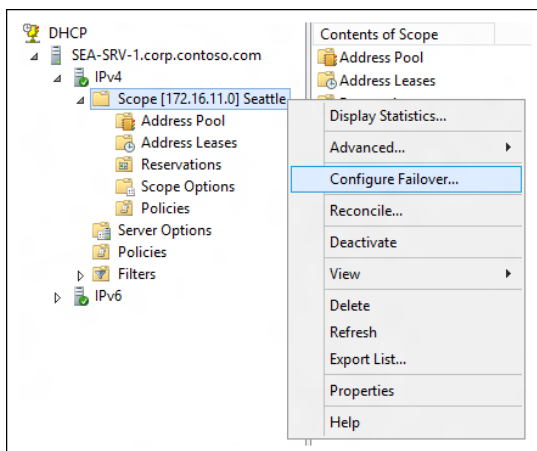 DHCP
SEA-SRV-1.corp.contoso.com
IPv4
Scope [172.16.11.0] Seattle
Address Pool
Address Leases
Reservations
Scope Options
Policies
Server Options
Policies
Filters
IPv6
Contents of Scope
Address Pool
Address Leases
Display Statistics...
Advanced...
Configure Failover...
Reconcile...
Deactivate
View
Delete
Refresh
Export List...
Properties
Help